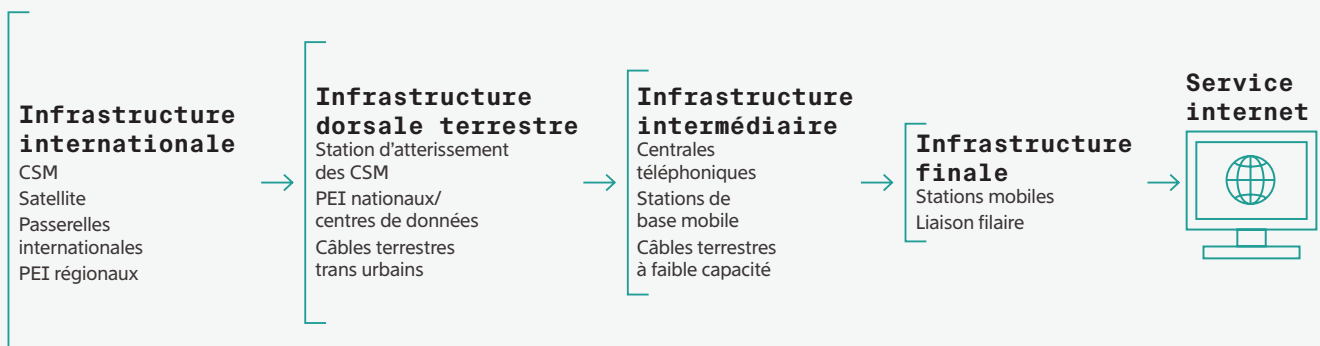 Infrastructure
internationale
CSM
Satellite
Passerelles
internationales
PEI régionaux
Infrastructure
dorsale terrestre
Station d'atterissement
des CSM
PEI nationaux/
centres de données
Câbles terrestres
trans urbains
Infrastructure
intermédiaire
Centrales
téléphoniques
Stations de
base mobile
Câbles terrestres
à faible capacité
Infrastructure
finale
Stations mobiles
Liaison filaire
Service
internet